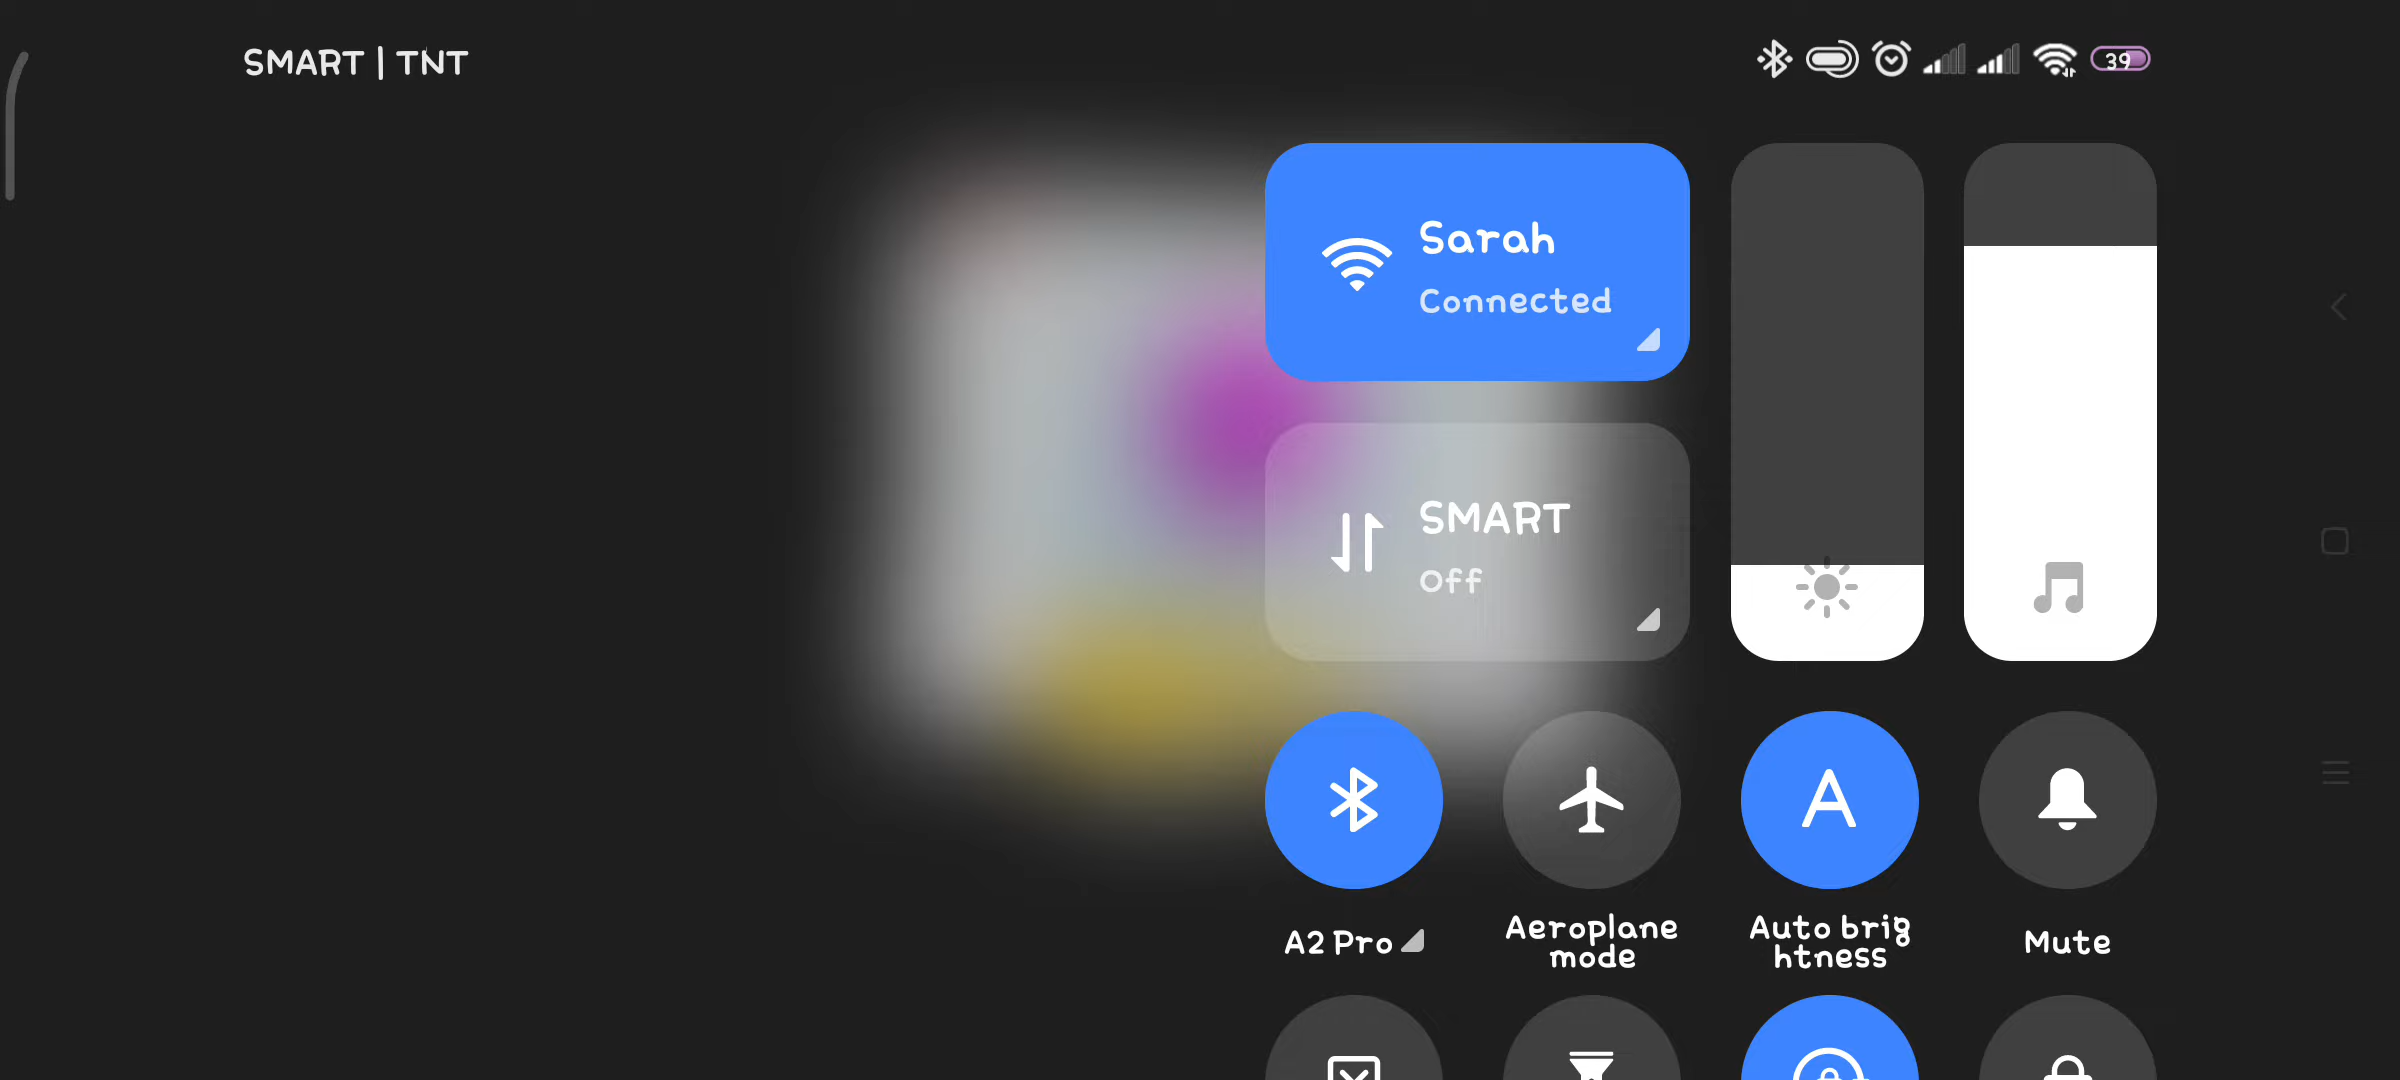 SMART | TNT
39
Sarah
Connected
SMART
Off
A2 Pro
Aeroplane
mode
Auto brig
htness
Mute